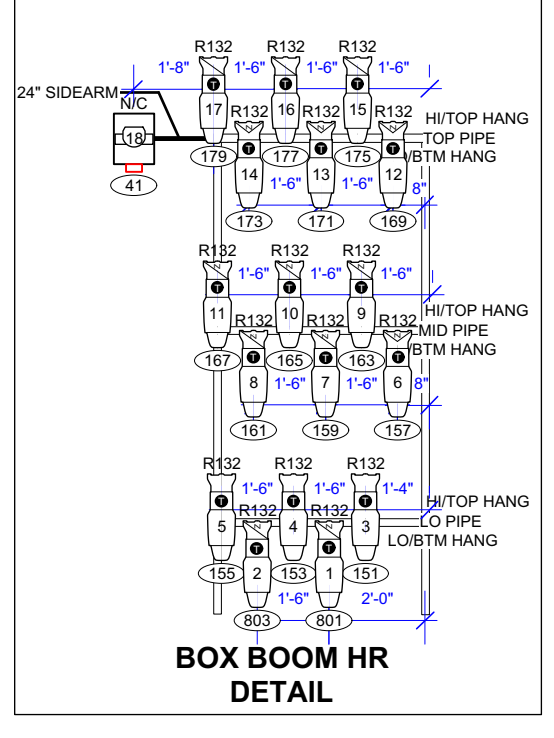 R132 R132 R132
1'-8" 1'-6" 1'-6" 1'-6"
24" SIDEARM
N/C
T T T
17 16 15
HI/TOP HANG
R132 R132 R132
18
TOP PIPE
179 177 175
/BTM HANG
T T T
14 13 12
41
1'-6" 1'-6" 8"
173 171 169
R132 R132 R132
1'-6" 1'-6" 1'-6"
T T T
11 10 9
HI/TOP HANG
R132 R132 R132
MID PIPE
167 165 163
/BTM HANG
T T T
8 7 6
1'-6" 1'-6" 8"
161 159 157
R132 R132 R132
1'-6" 1'-6" 1'-4"
T T T
HI/TOP HANG
R132 R132
5 4 3
LO PIPE
LO/BTM HANG
T T
155 2 153 1 151
1'-6" 2'-0"
803 801
BOX BOOM HR
DETAIL